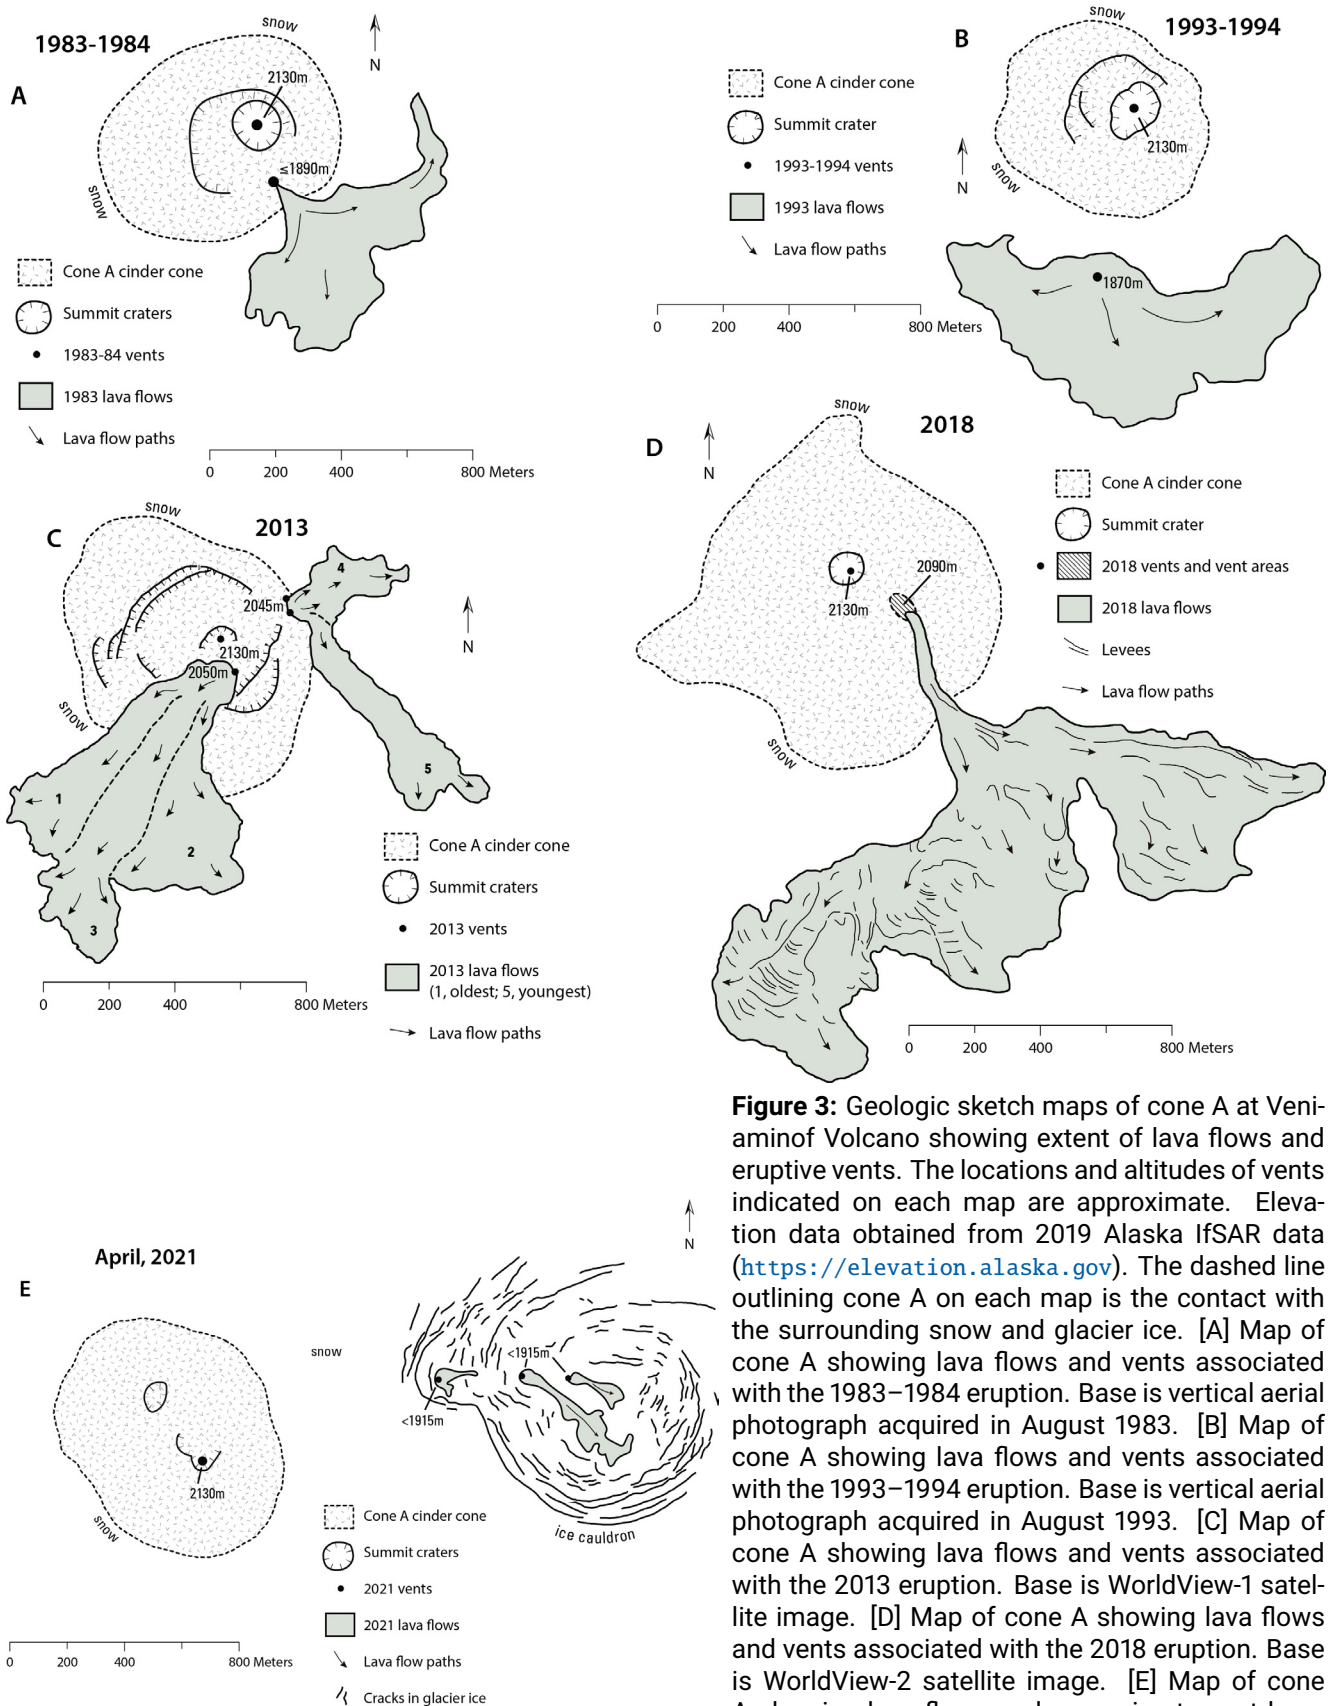 1983-1984
A
snow
N
2130m
≤1890m
snow
Cone A cinder cone
Summit craters
1983-84 vents
1983 lava flows
Lava flow paths
0 200 400 800 Meters
B
1993-1994
snow
Cone A cinder cone
Summit crater
1993-1994 vents
1993 lava flows
Lava flow paths
N
2130m
snow
1870m
0 200 400 800 Meters
C
2013
snow
N
2045m
2130m
2050m
snow
4
1
5
2
3
Cone A cinder cone
Summit craters
2013 vents
2013 lava flows
(1, oldest; 5, youngest)
Lava flow paths
0 200 400 800 Meters
D
2018
snow
N
2090m
2130m
snow
Cone A cinder cone
Summit crater
2018 vents and vent areas
2018 lava flows
Levees
Lava flow paths
0 200 400 800 Meters
April, 2021
E
N
snow
<1915m
<1915m
2130m
snow
ice cauldron
Cone A cinder cone
Summit craters
2021 vents
2021 lava flows
Lava flow paths
Cracks in glacier ice
0 200 400 800 Meters
Figure 3: Geologic sketch maps of cone A at Veni-
aminof Volcano showing extent of lava flows and
eruptive vents. The locations and altitudes of vents
indicated on each map are approximate. Eleva-
tion data obtained from 2019 Alaska IfSAR data
(https://elevation.alaska.gov). The dashed line
outlining cone A on each map is the contact with
the surrounding snow and glacier ice. [A] Map of
cone A showing lava flows and vents associated
with the 1983–1984 eruption. Base is vertical aerial
photograph acquired in August 1983. [B] Map of
cone A showing lava flows and vents associated
with the 1993–1994 eruption. Base is vertical aerial
photograph acquired in August 1993. [C] Map of
cone A showing lava flows and vents associated
with the 2013 eruption. Base is WorldView-1 satel-
lite image. [D] Map of cone A showing lava flows
and vents associated with the 2018 eruption. Base
is WorldView-2 satellite image. [E] Map of cone